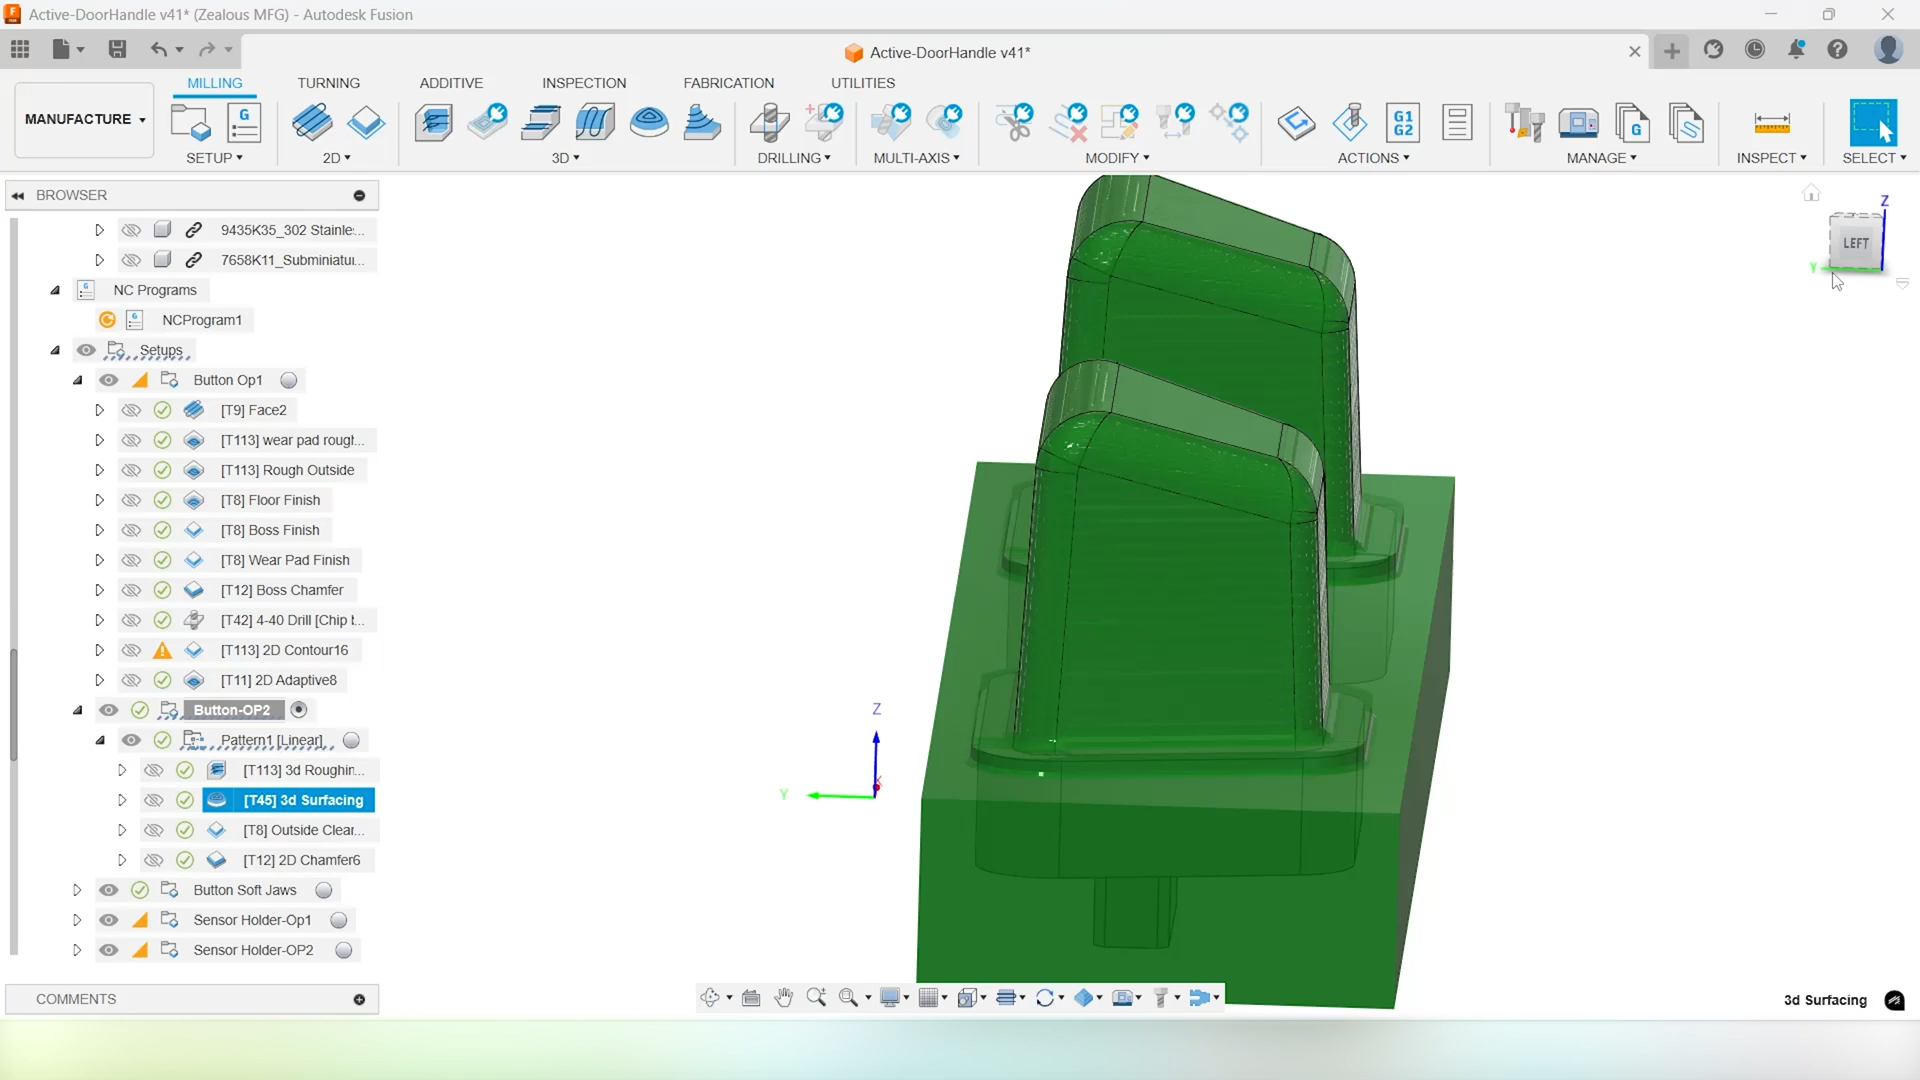 Active-DoorHandle v41* (Zealous MFG) - Autodesk Fusion
Active-DoorHandle v41*
MILLING TURNING ADDITIVE INSPECTION FABRICATION UTILITIES
MANUFACTURE
SETUP 2D 3D DRILLING MULTI-AXIS MODIFY ACTIONS MANAGE INSPECT SELECT
G
G1
G2
G
BROWSER
9435K35_302 Stainle...
7658K11_Subminiatu...
NC Programs
NCProgram1
Setups
Button Op1
[T9] Face2
[T113] wear pad rough...
[T113] Rough Outside
[T8] Floor Finish
[T8] Boss Finish
[T8] Wear Pad Finish
[T12] Boss Chamfer
[T42] 4-40 Drill [Chip b...
[T113] 2D Contour16
[T11] 2D Adaptive8
Button-OP2
Pattern1 [Linear]
[T113] 3d Roughin...
[T45] 3d Surfacing
[T8] Outside Clear...
[T12] 2D Chamfer6
Button Soft Jaws
Sensor Holder-Op1
Sensor Holder-OP2
COMMENTS
Z
LEFT
Y
Z
Y
3d Surfacing